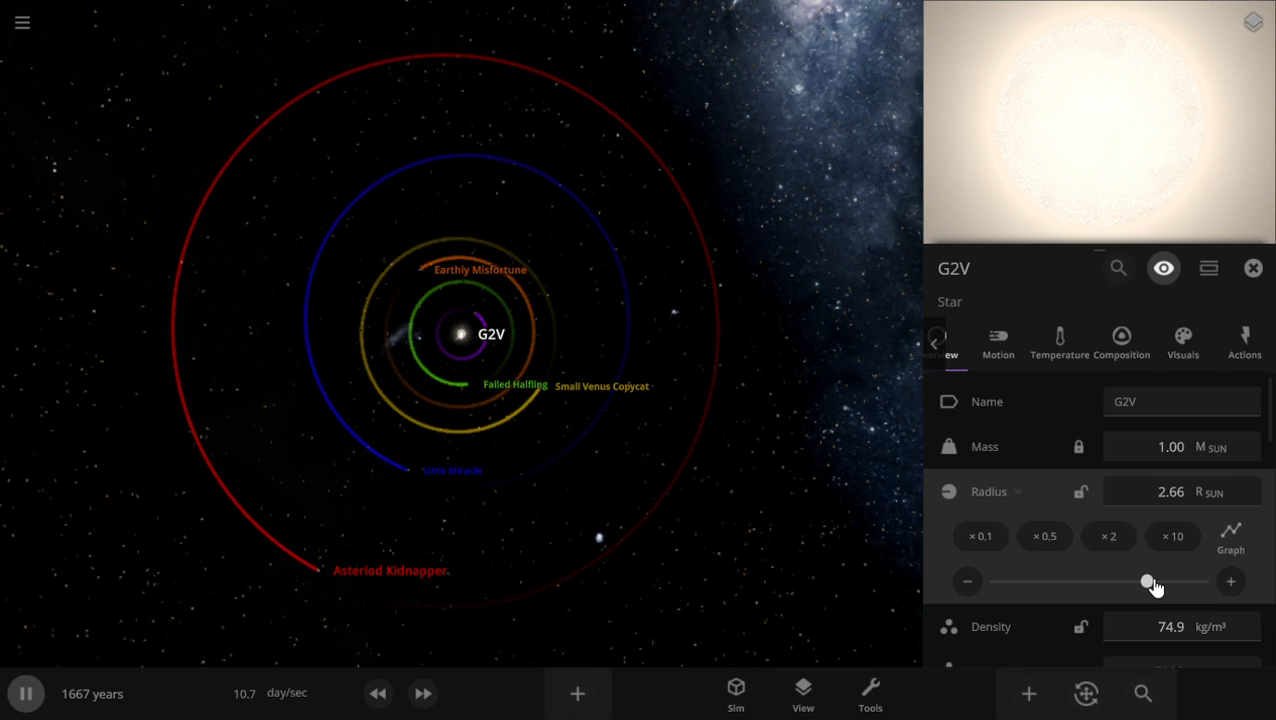 Earthly Misfortune
G2V
Failed Halfling
Small Venus Copycat
Little Miracle
Asteriod Kidnapper
G2V
Star
Motion
Temperature
Composition
Visuals
Actions
Name
G2V
Mass
1.00 M SUN
Radius
2.66 R SUN
× 0.1
× 0.5
× 2
× 10
Graph
Density
74.9 kg/m³
1667 years
10.7 day/sec
Sim
View
Tools